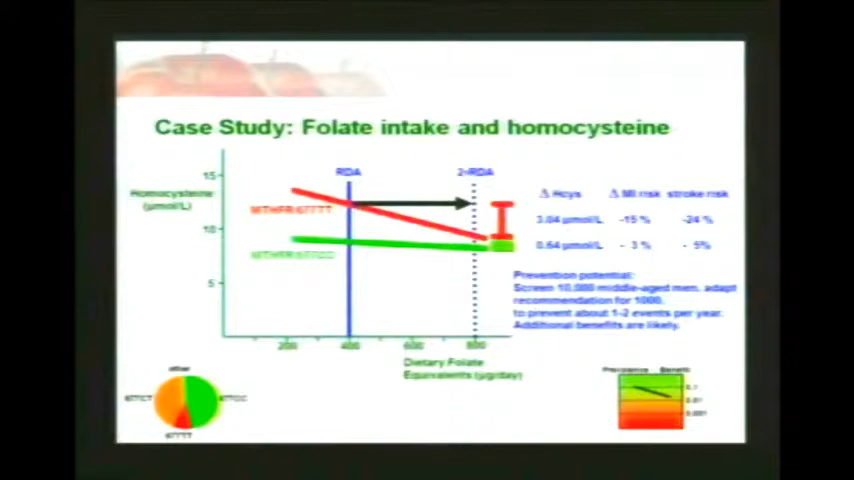 Case Study: Folate intake and homocysteine
RDA
2×RDA
15
Homocysteine
(µmol/L)
MTHFR 677TT
10
MTHFR 677CC
5
200
400
600
800
Dietary Folate
Equivalents (µg/day)
Δ Hcys Δ MI risk stroke risk
3.04 µmol/L -15 % -24 %
0.64 µmol/L - 3 % - 5%
Prevention potential:
Screen 10,000 middle-aged men, adapt
recommendation for 1000,
to prevent about 1-2 events per year.
Additional benefits are likely.
other
677CT
677CC
677TT
Prevalence Benefit
0.1
0.01
0.001